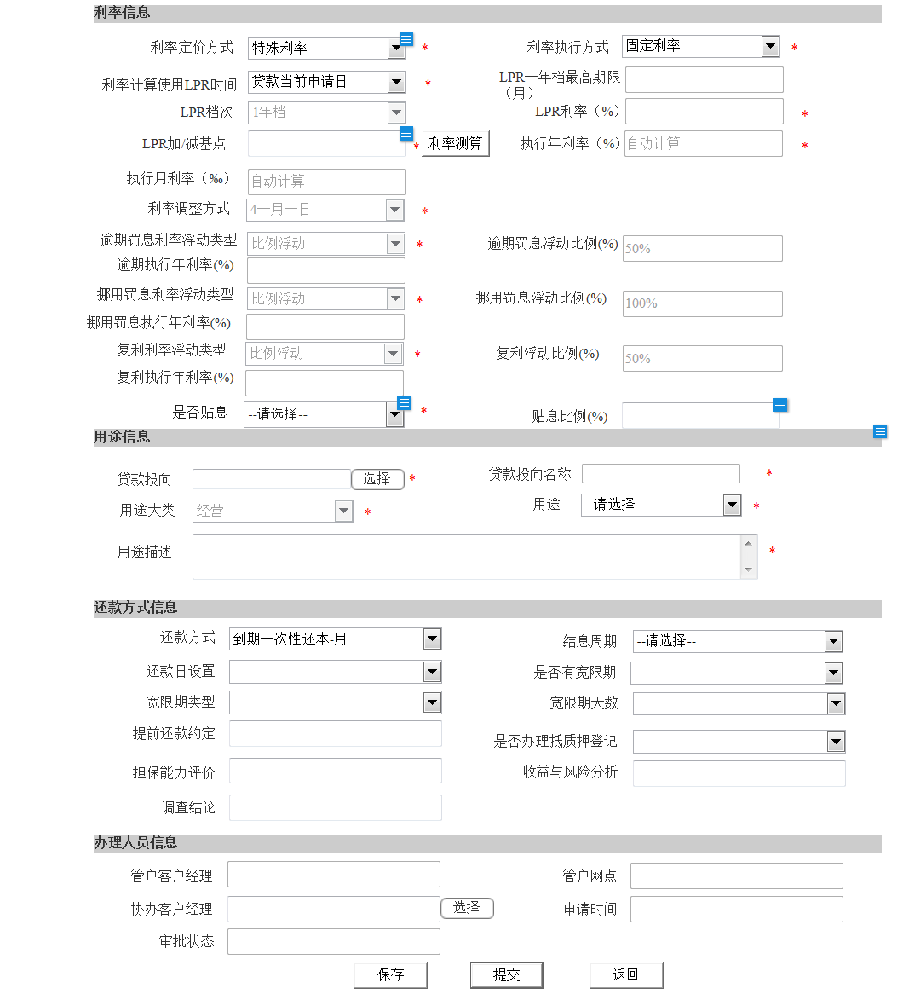 利率信息
利率定价方式 特殊利率 * 利率执行方式 固定利率 *
利率计算使用LPR时间 贷款当前申请日 * LPR一年档最高期限（月）
LPR档次 1年档 LPR利率（%） *
LPR加/减基点 * 利率测算 执行年利率（%） 自动计算 *
执行月利率（‰） 自动计算
利率调整方式 4一月一日 *
逾期罚息利率浮动类型 比例浮动 * 逾期罚息浮动比例(%) 50%
逾期执行年利率(%)
挪用罚息利率浮动类型 比例浮动 * 挪用罚息浮动比例(%) 100%
挪用罚息执行年利率(%)
复利利率浮动类型 比例浮动 * 复利浮动比例(%) 50%
复利执行年利率(%)
是否贴息 --请选择-- * 贴息比例(%)
用途信息
贷款投向 选择 * 贷款投向名称 *
用途大类 经营 * 用途 --请选择-- *
用途描述 *
还款方式信息
还款方式 到期一次性还本-月 结息周期 --请选择--
还款日设置 是否有宽限期
宽限期类型 宽限期天数
提前还款约定 是否办理抵质押登记
担保能力评价 收益与风险分析
调查结论
办理人员信息
管户客户经理 管户网点
协办客户经理 选择 申请时间
审批状态
保存 提交 返回